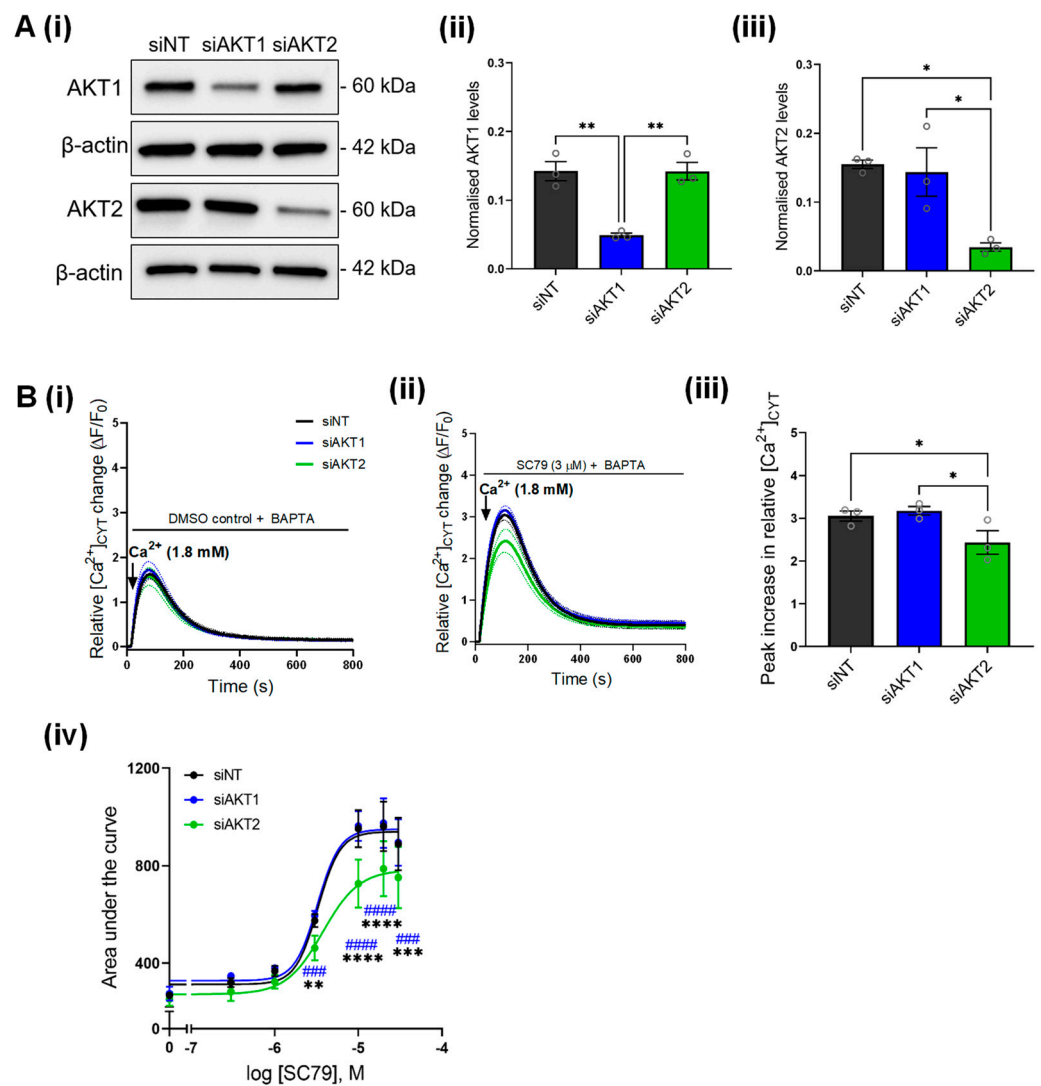 A (i)
siNT siAKT1 siAKT2
AKT1
- 60 kDa
β-actin
- 42 kDa
AKT2
- 60 kDa
β-actin
- 42 kDa
(ii)
Normalised AKT1 levels
0.3
0.2
0.1
0.0
** **
siNT
siAKT1
siAKT2
(iii)
Normalised AKT2 levels
0.3
0.2
0.1
0.0
*
*
siNT
siAKT1
siAKT2
B (i)
Relative [Ca²⁺]CYT change (ΔF/F₀)
5
4
3
2
1
0
siNT
siAKT1
siAKT2
DMSO control + BAPTA
Ca²⁺ (1.8 mM)
0 200 400 600 800
Time (s)
(ii)
Relative [Ca²⁺]CYT change (ΔF/F₀)
5
4
3
2
1
0
SC79 (3 μM) + BAPTA
Ca²⁺ (1.8 mM)
0 200 400 600 800
Time (s)
(iii)
Peak increase in relative [Ca²⁺]CYT
5
4
3
2
1
0
*
*
siNT
siAKT1
siAKT2
(iv)
Area under the curve
1200
800
400
0
siNT
siAKT1
siAKT2
####
****
####
****
###
***
###
**
0 -7 -6 -5 -4
log [SC79], M